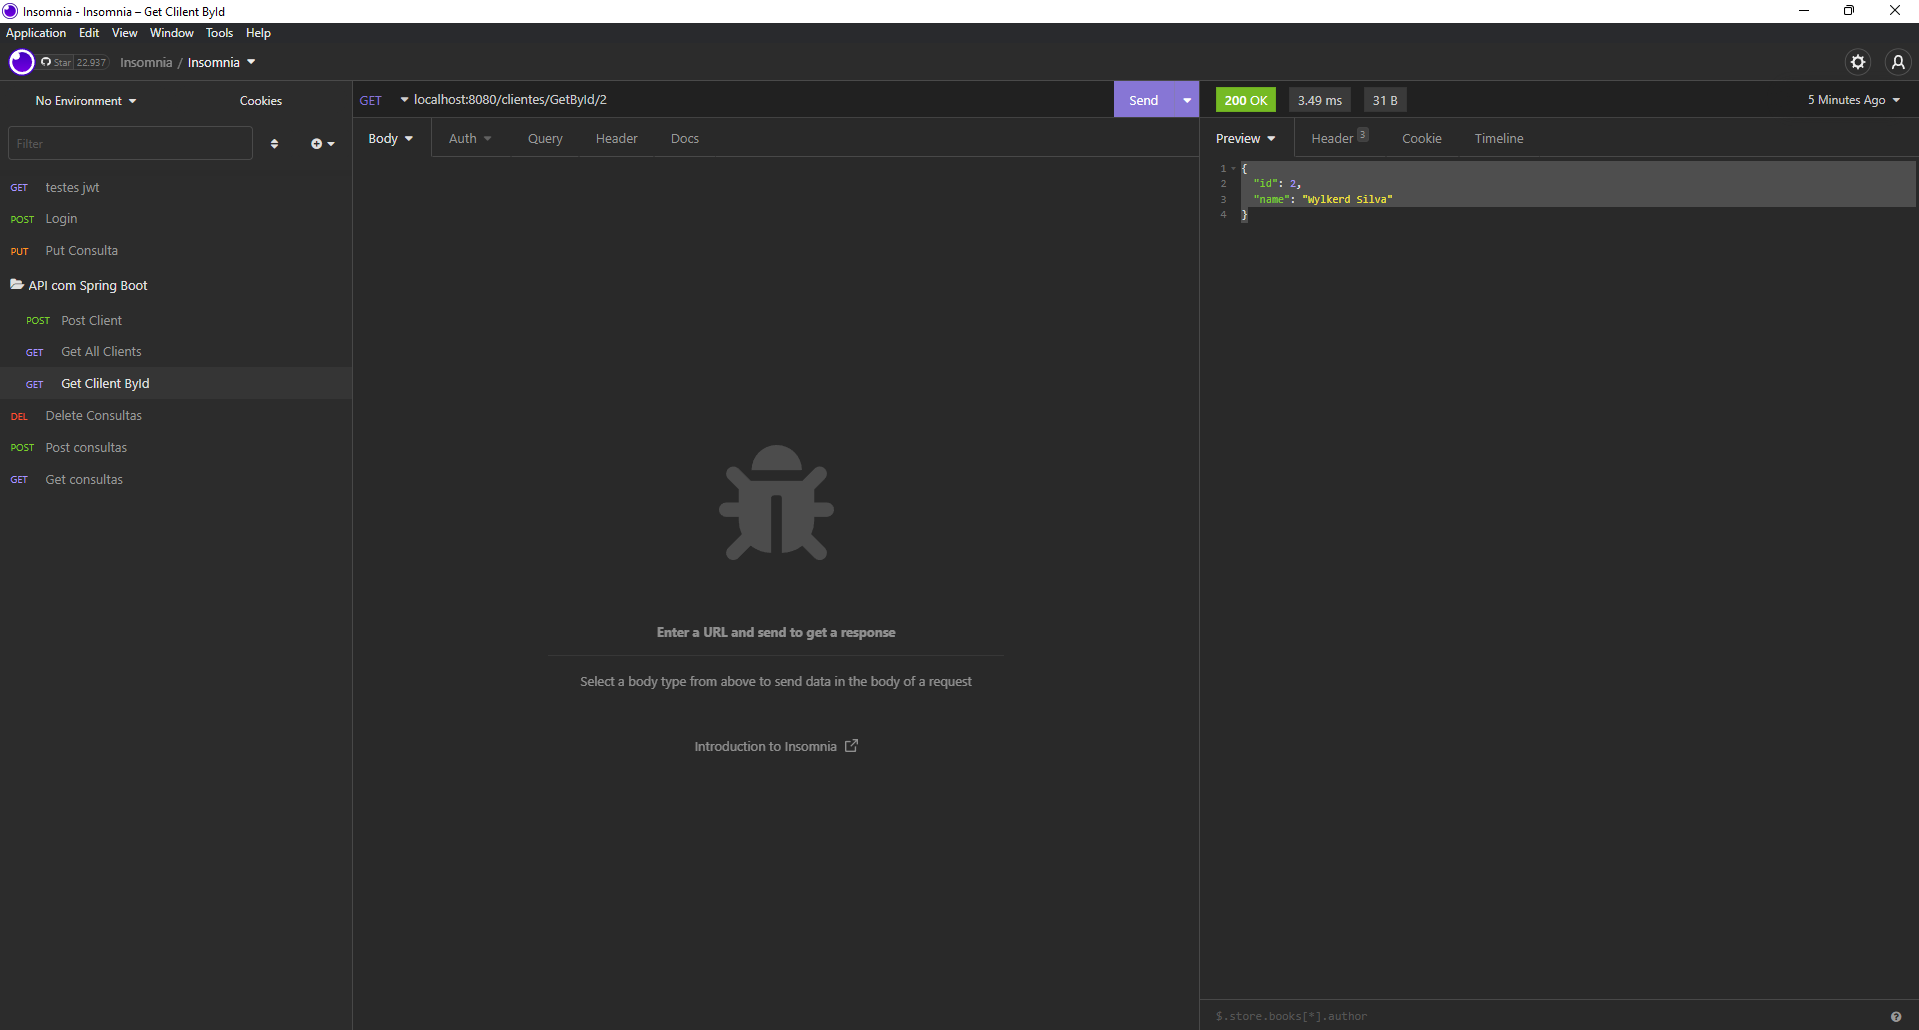 Insomnia - Insomnia – Get Clilent ById
Application Edit View Window Tools Help
Star 22.937 Insomnia / Insomnia
No Environment Cookies
Filter
GET testes jwt
POST Login
PUT Put Consulta
API com Spring Boot
POST Post Client
GET Get All Clients
GET Get Clilent ById
DEL Delete Consultas
POST Post consultas
GET Get consultas
GET localhost:8080/clientes/GetById/2 Send
Body Auth Query Header Docs
Enter a URL and send to get a response
Select a body type from above to send data in the body of a request
Introduction to Insomnia
200 OK 3.49 ms 31 B 5 Minutes Ago
Preview Header 3 Cookie Timeline
1 {
2 "id": 2,
3 "name": "Wylkerd Silva"
4 }
$.store.books[*].author